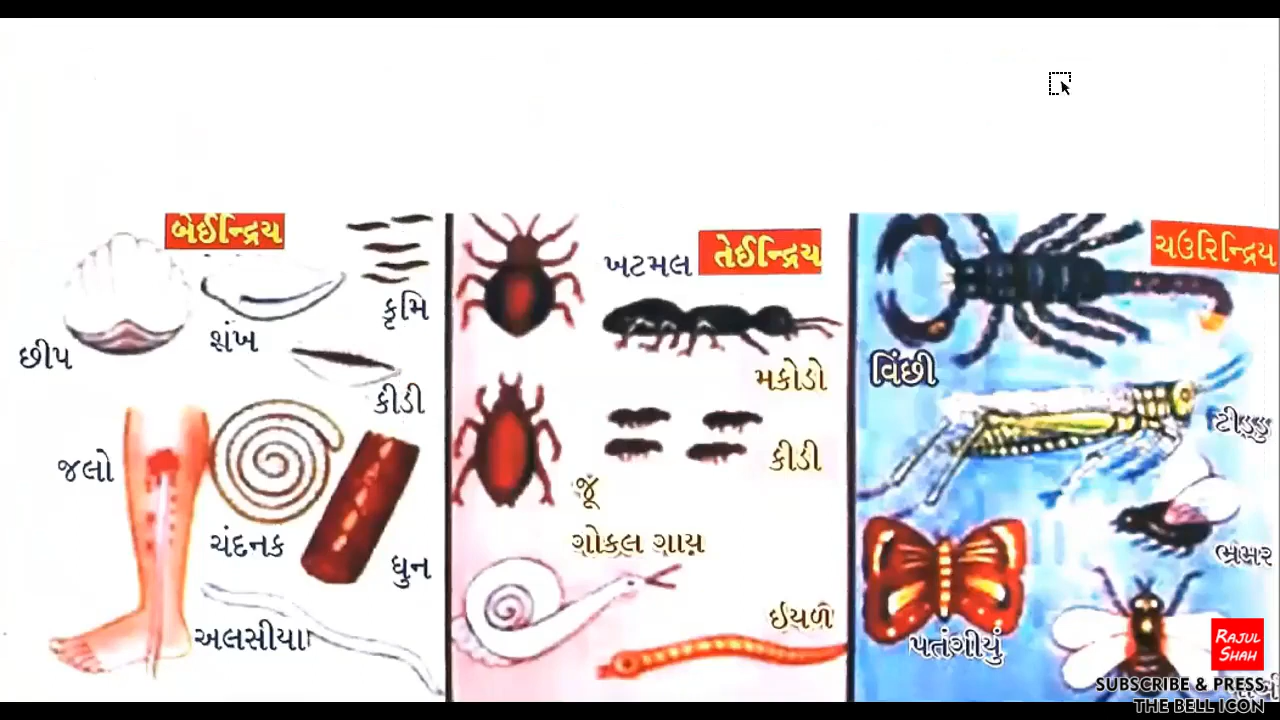 બેઈન્દ્રિય
છીપ
શંખ
કૃમિ
કીડી
જલો
ચંદનક
ઘુન
અલસીયા
તેઈન્દ્રિય
ખટમલ
મકોડો
કીડી
જૂ
ગોકલ ગાય
ઈયળ
ચઉરિન્દ્રિય
વિંછી
ટીડ્ડુ
ભ્રમર
પતંગીયું
RAJUL
SHAH
SUBSCRIBE & PRESS
THE BELL ICON